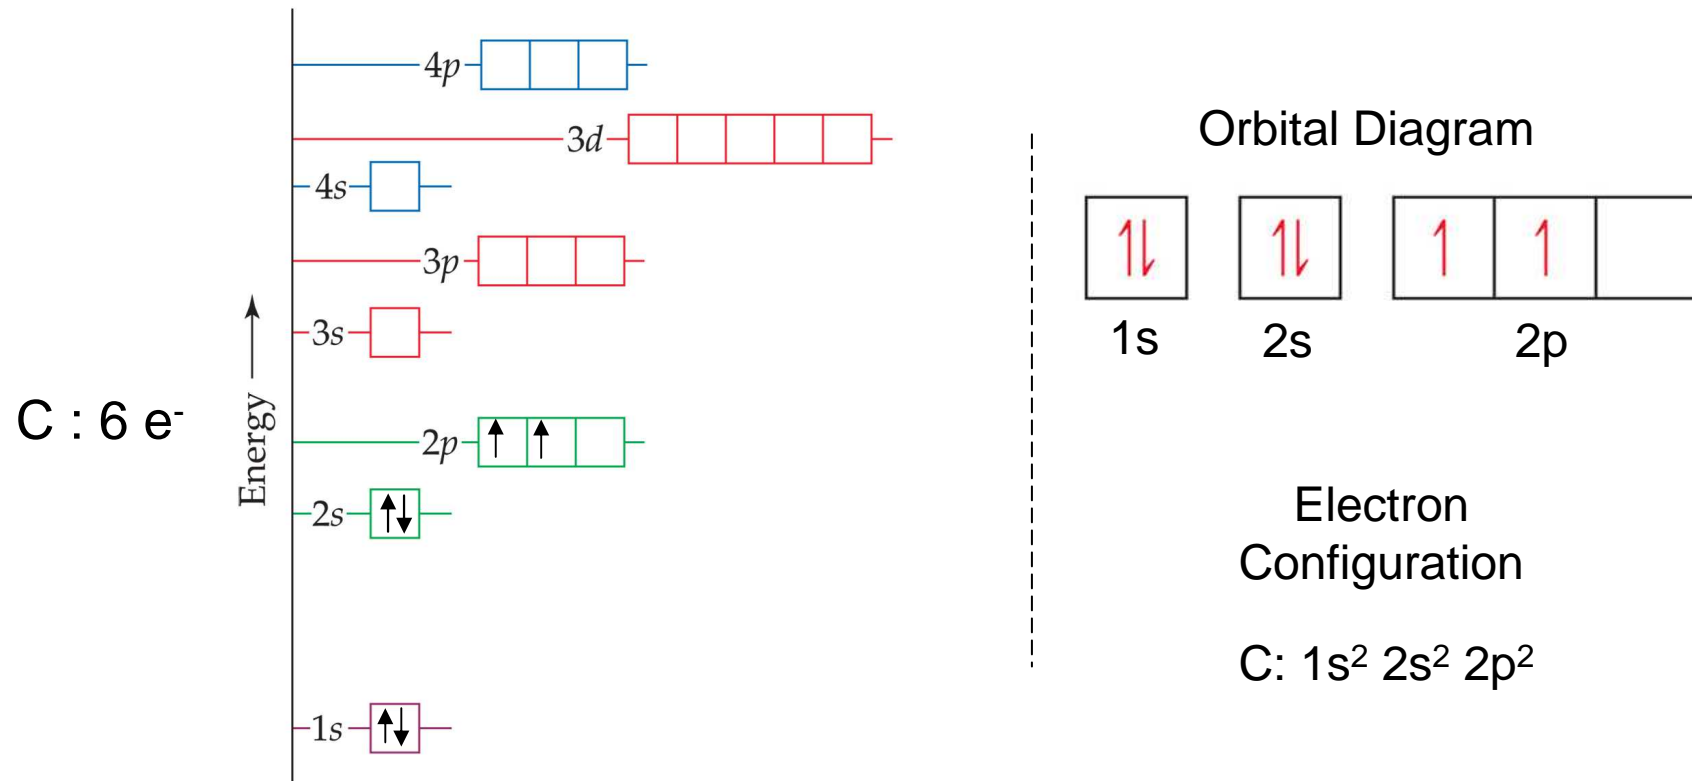 4p
3d
4s
3p
3s
Energy
C : 6 e⁻
2p
2s
1s
Orbital Diagram
1s 2s 2p
Electron
Configuration
C: 1s² 2s² 2p²